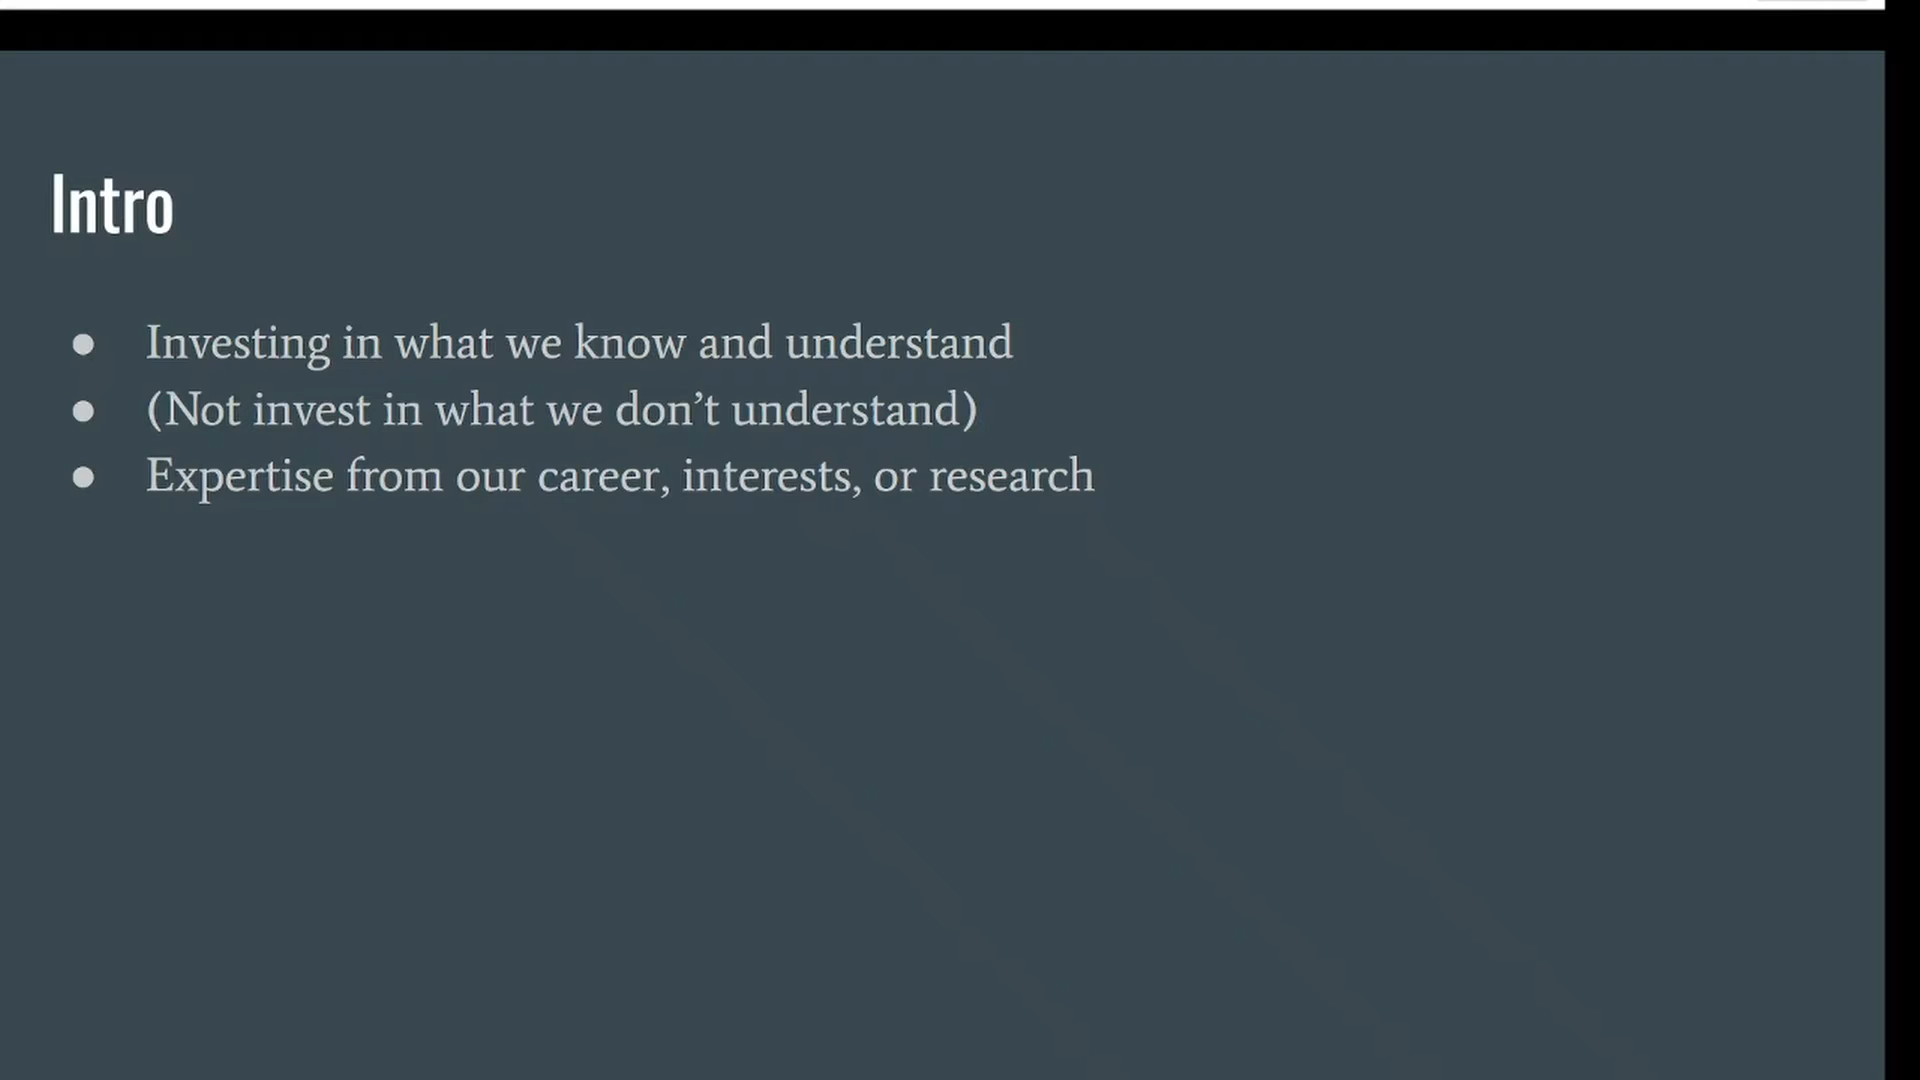 Intro
● Investing in what we know and understand
● (Not invest in what we don’t understand)
● Expertise from our career, interests, or research